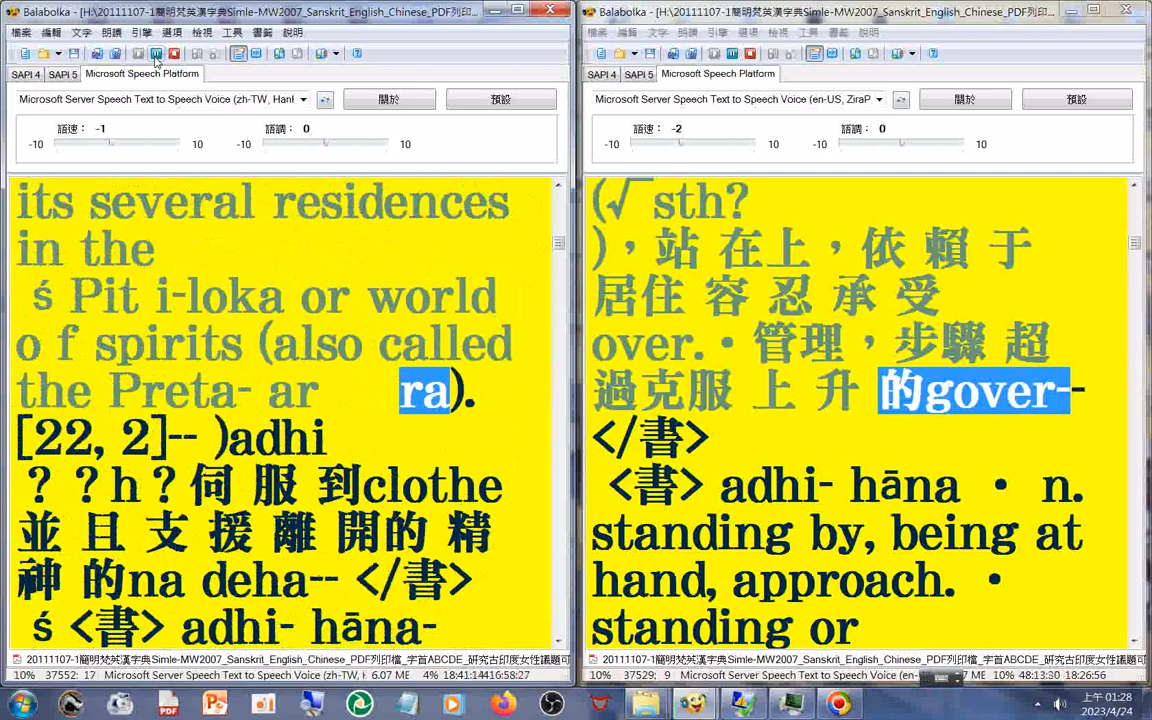 Balabolka - [H:\20111107-1簡明梵英漢字典Simle-MW2007_Sanskrit_English_Chinese_PDF列印...
檔案 編輯 文字 朗讀 引擎 選項 檢視 工具 書籤 說明
SAPI 4 SAPI 5 Microsoft Speech Platform
Microsoft Server Speech Text to Speech Voice (zh-TW, Han
關於 預設
語速： -1 語調： 0
-10 10 -10 10
its several residences
in the
ś Pit i-loka or world
o f spirits (also called
the Preta- ar ra).
[22, 2]-- )adhi
？？h？伺 服 到clothe
並 且 支 援 離 開的 精
神 的na deha-- </書>
ś <書> adhi- hāna-
20111107-1簡明梵英漢字典Simle-MW2007_Sanskrit_English_Chinese_PDF列印檔_字首ABCDE_研究古印度女性議題可
10% 37552: 17 Microsoft Server Speech Text to Speech Voice (zh-TW, H 6.07 MB 4% 18:41:14416:58:27
Balabolka - [H:\20111107-1簡明梵英漢字典Simle-MW2007_Sanskrit_English_Chinese_PDF列印檔...
檔案 編輯 文字 朗讀 引擎 選項 檢視 工具 書籤 說明
SAPI 4 SAPI 5 Microsoft Speech Platform
Microsoft Server Speech Text to Speech Voice (en-US, ZiraP
關於 預設
語速： -2 語調： 0
-10 10 -10 10
(√ sth?
)，站 在上，依 賴 于
居住 容 忍 承 受
over.·管理，步驟 超
過克服 上 升 的gover--
</書>
<書> adhi- hāna · n.
standing by, being at
hand, approach. ·
standing or
20111107-1簡明梵英漢字典Simle-MW2007_Sanskrit_English_Chinese_PDF列印檔_字首ABCDE_研究古印度女性議題可
10% 37529: 9 Microsoft Server Speech Text to Speech Voice (en- 10% 48:13:30 18:26:56
PDF
上午 01:28
2023/4/24